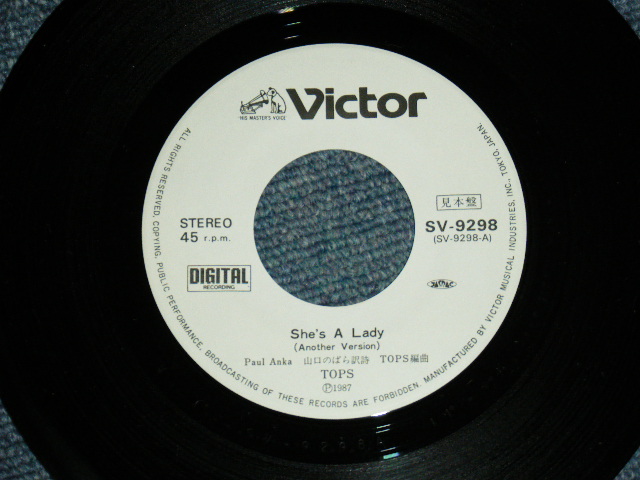 "HIS MASTER'S VOICE"
Victor
ALL RIGHTS RESERVED. COPYING, PUBLIC PERFORMANCE, BROADCASTING OF THESE RECORDS ARE FORBIDDEN. MANUFACTURED BY VICTOR MUSICAL INDUSTRIES, INC. TOKYO, JAPAN.
見本盤
STEREO
45 r.p.m.
SV-9298
(SV-9298-A)
DIGITAL
RECORDING
She's A Lady
(Another Version)
Paul Anka 山口のばら訳詩 TOPS編曲
TOPS
Ⓟ1987